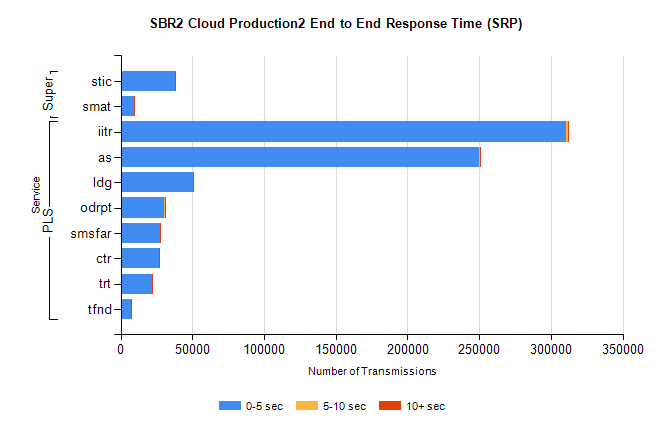 SBR2 Cloud Production2 End to End Response Time (SRP)
Super
stic
smat
Service
PLS
iitr
as
ldg
odrpt
smsfar
ctr
trt
tfnd
0 50000 100000 150000 200000 250000 300000 350000
Number of Transmissions
0-5 sec 5-10 sec 10+ sec